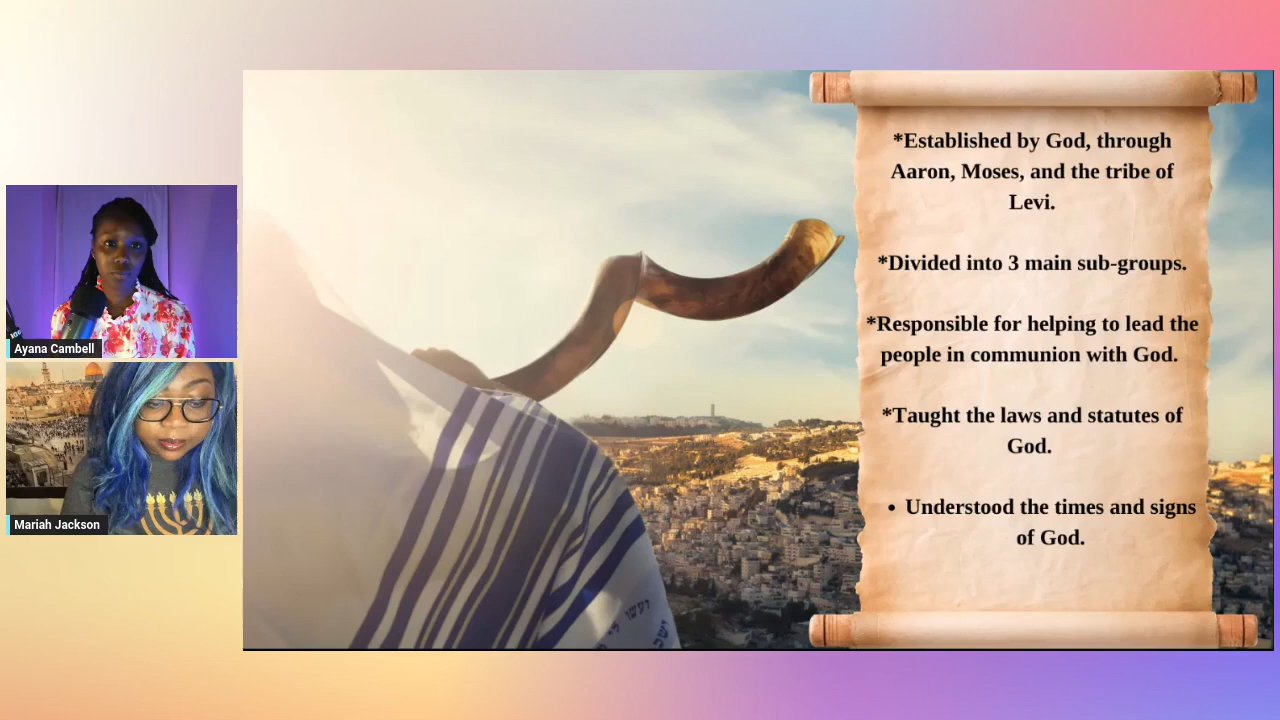 Ayana Cambell
Mariah Jackson
*Established by God, through
Aaron, Moses, and the tribe of
Levi.
*Divided into 3 main sub-groups.
*Responsible for helping to lead the
people in communion with God.
*Taught the laws and statutes of
God.
• Understood the times and signs
of God.
ועשו